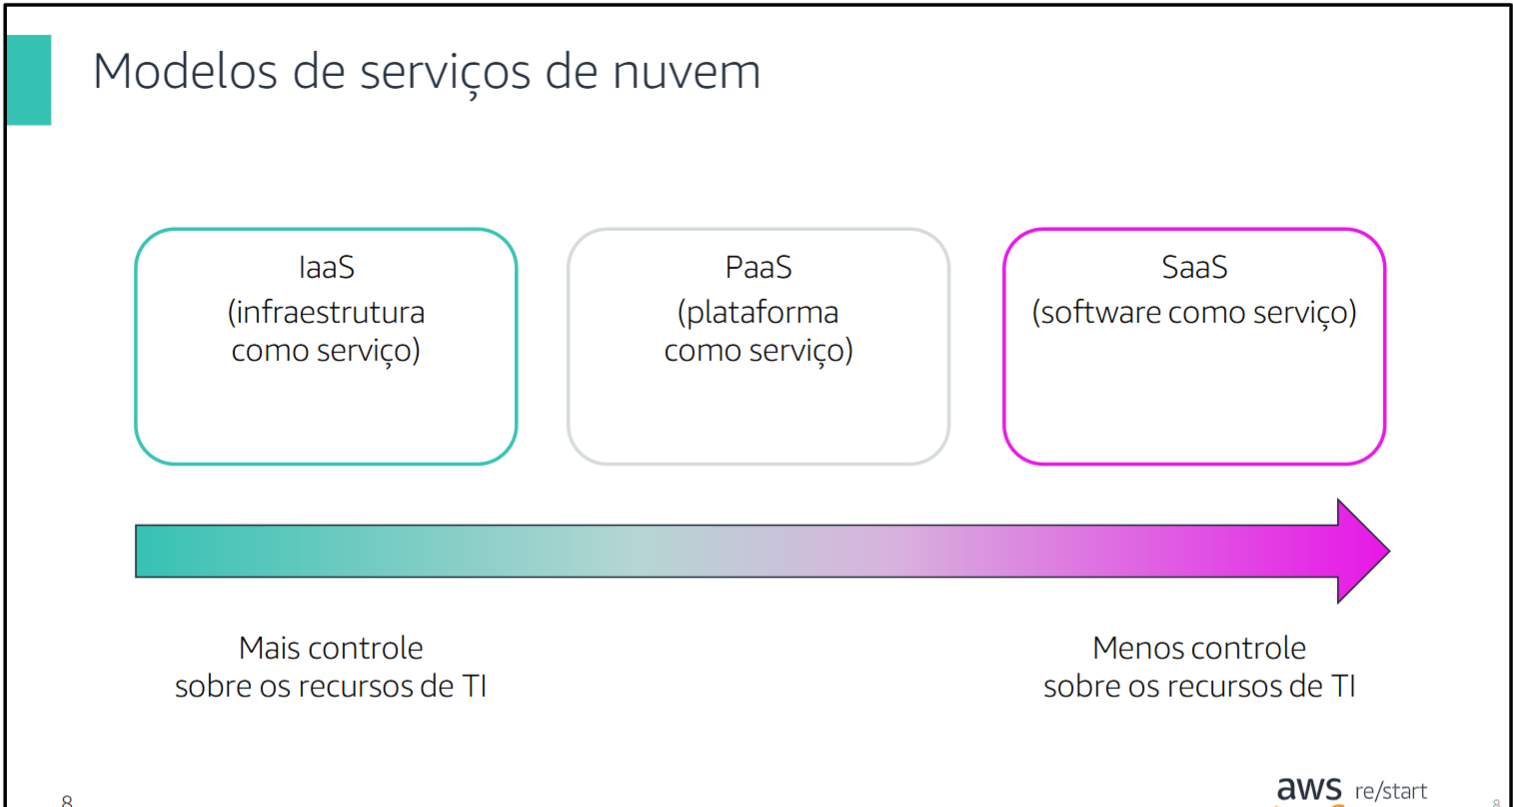 Modelos de serviços de nuvem
IaaS
(infraestrutura
como serviço)
PaaS
(plataforma
como serviço)
SaaS
(software como serviço)
Mais controle
sobre os recursos de TI
Menos controle
sobre os recursos de TI
8
aws re/start
8